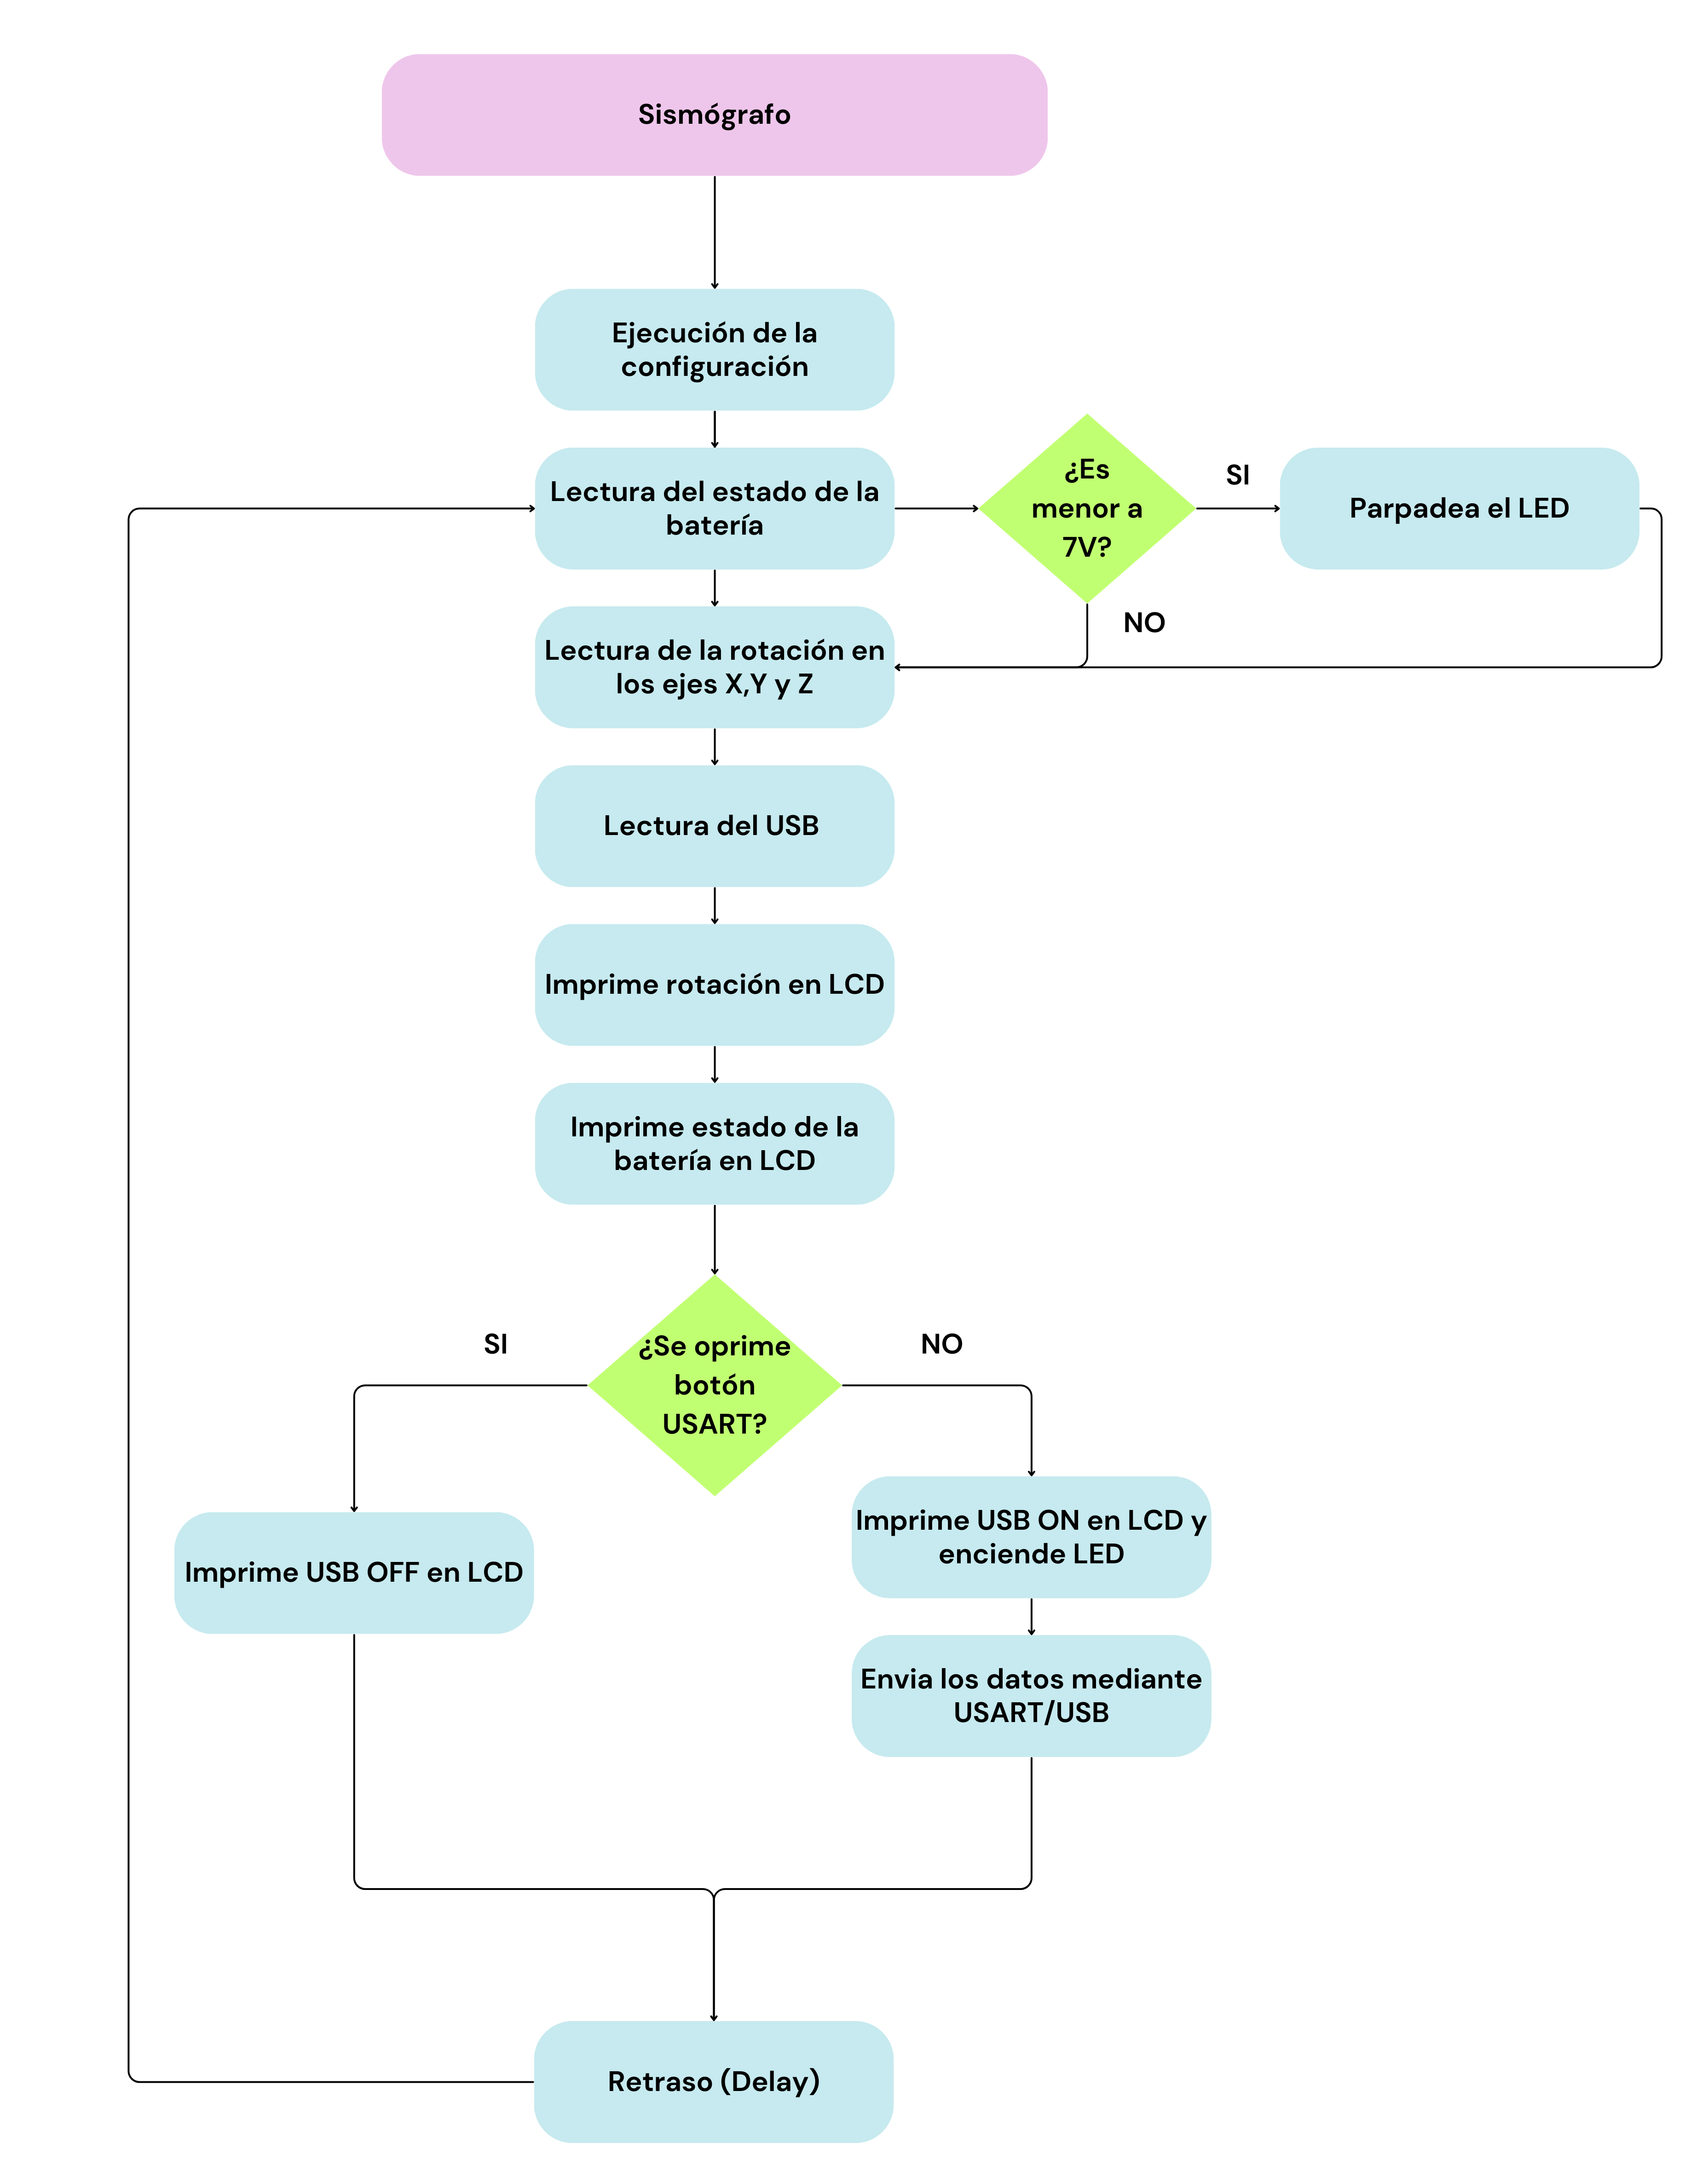 Sismógrafo
Ejecución de la
configuración
Lectura del estado de la
batería
¿Es
menor a
7V?
SI
Parpadea el LED
NO
Lectura de la rotación en
los ejes X,Y y Z
Lectura del USB
Imprime rotación en LCD
Imprime estado de la
batería en LCD
SI
¿Se oprime
botón
USART?
NO
Imprime USB OFF en LCD
Imprime USB ON en LCD y
enciende LED
Envia los datos mediante
USART/USB
Retraso (Delay)